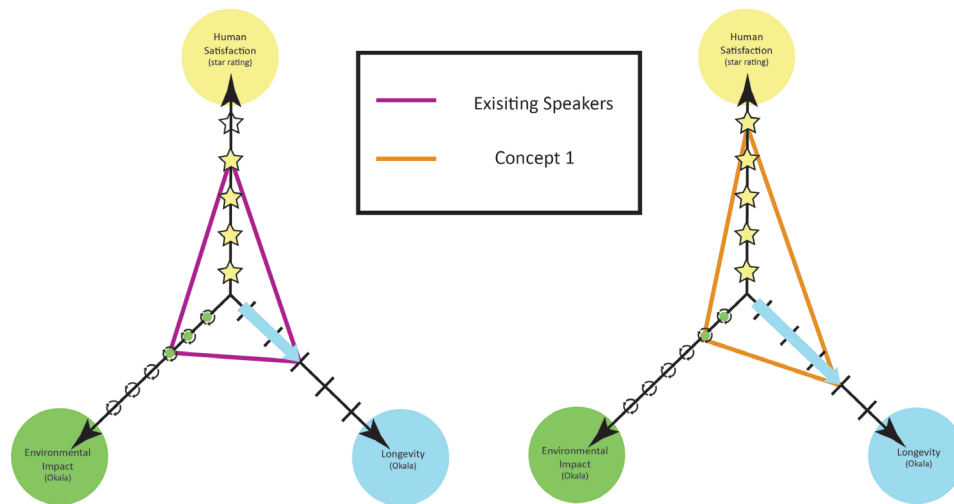 Human
Satisfaction
(star rating)
Exisiting Speakers
Concept 1
Environmental
Impact
(Okala)
Longevity
(Okala)
Human
Satisfaction
(star rating)
Environmental
Impact
(Okala)
Longevity
(Okala)